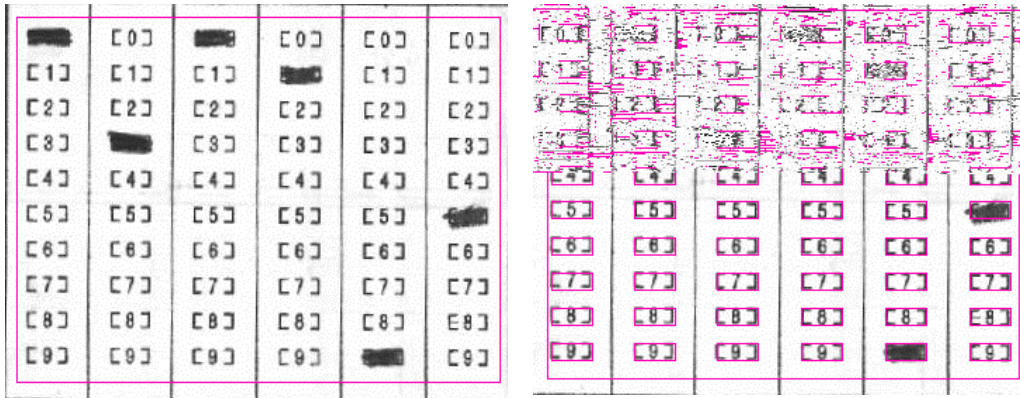 [0] [0] [0] [0]
[1] [1] [1] [1] [1]
[2] [2] [2] [2] [2] [2]
[3] [3] [3] [3] [3]
[4] [4] [4] [4] [4] [4]
[5] [5] [5] [5] [5]
[6] [6] [6] [6] [6] [6]
[7] [7] [7] [7] [7] [7]
[8] [8] [8] [8] [8] [8]
[9] [9] [9] [9] [9]
[4] [4] [4] [4] [4] [4]
[5] [5] [5] [5] [5]
[6] [6] [6] [6] [6] [6]
[7] [7] [7] [7] [7] [7]
[8] [8] [8] [8] [8] [8]
[9] [9] [9] [9] [9]